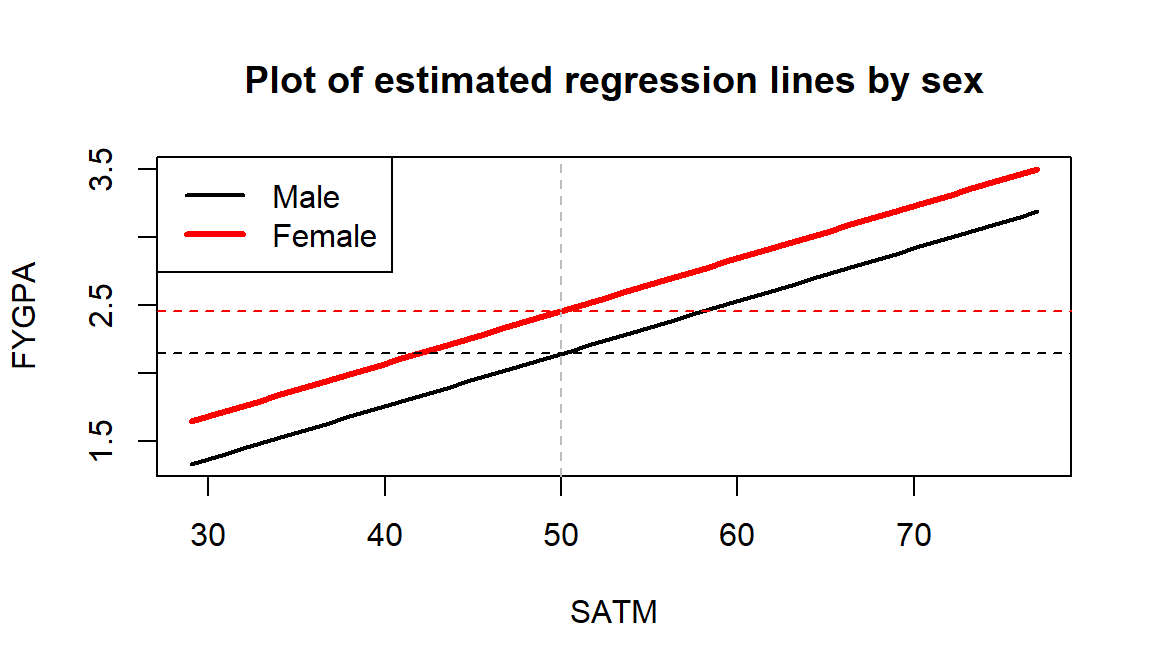 Plot of estimated regression lines by sex
Male
Female
FYGPA
3.5
2.5
1.5
30 40 50 60 70
SATM